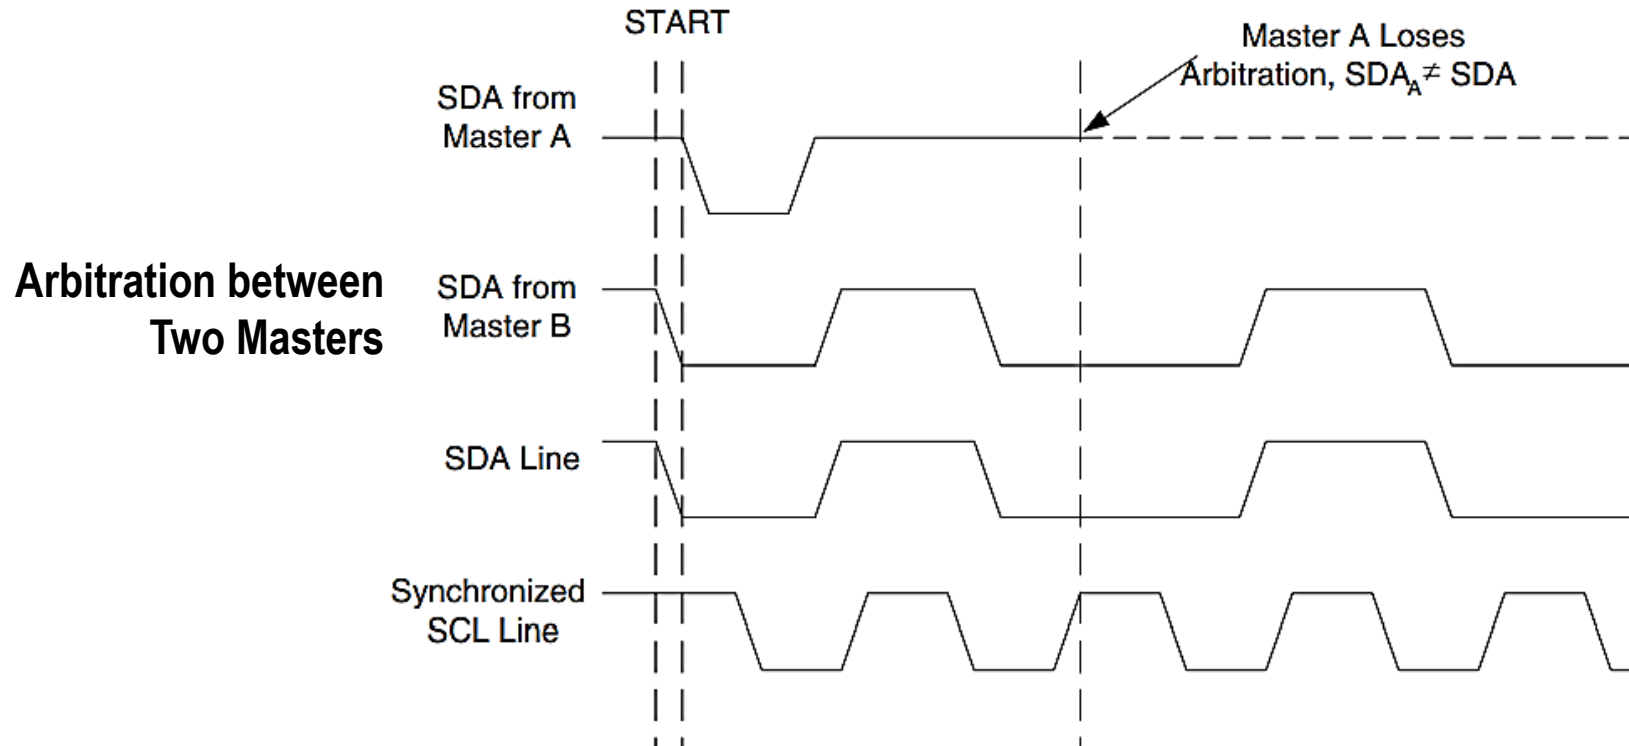 START
Master A Loses
Arbitration, SDA_A ≠ SDA
SDA from
Master A
Arbitration between
Two Masters
SDA from
Master B
SDA Line
Synchronized
SCL Line